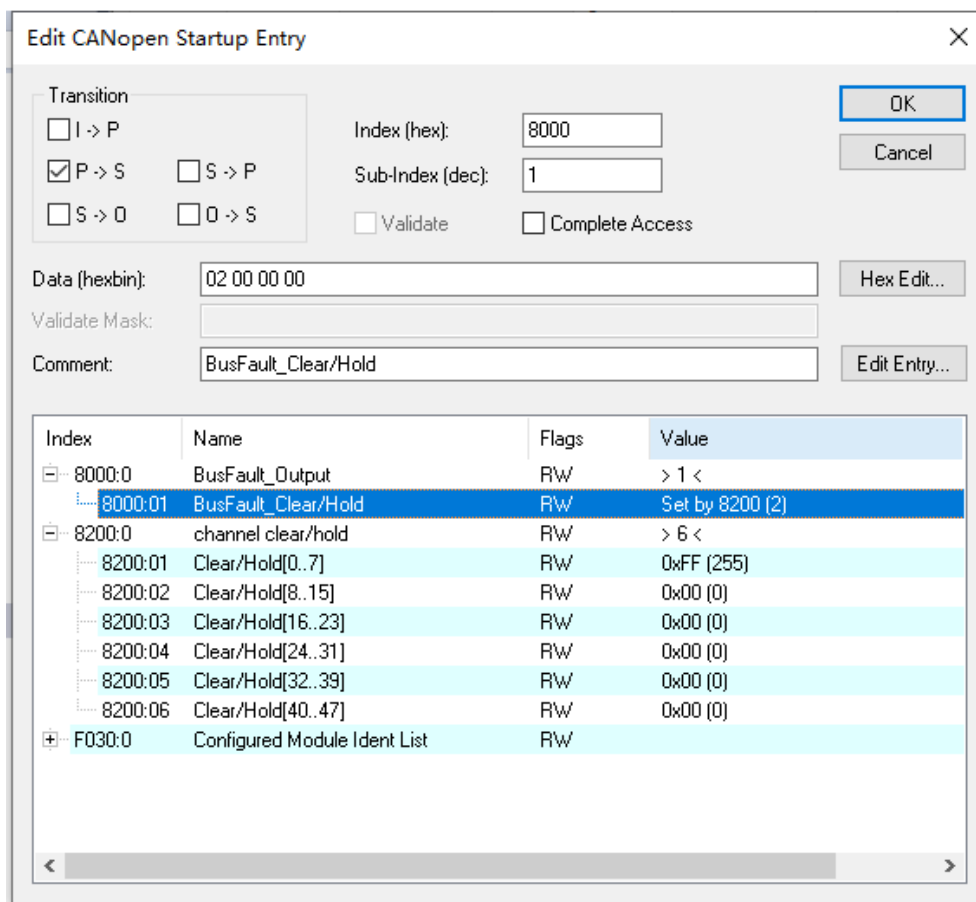 Edit CANopen Startup Entry
Transition
I -> P
P -> S
S -> P
S -> O
O -> S
Index (hex): 8000
Sub-Index (dec): 1
Validate
Complete Access
OK
Cancel
Data (hexbin): 02 00 00 00
Hex Edit...
Validate Mask:
Comment: BusFault_Clear/Hold
Edit Entry...
Index Name Flags Value
8000:0 BusFault_Output RW > 1 <
8000:01 BusFault_Clear/Hold RW Set by 8200 (2)
8200:0 channel clear/hold RW > 6 <
8200:01 Clear/Hold[0..7] RW 0xFF (255)
8200:02 Clear/Hold[8..15] RW 0x00 (0)
8200:03 Clear/Hold[16..23] RW 0x00 (0)
8200:04 Clear/Hold[24..31] RW 0x00 (0)
8200:05 Clear/Hold[32..39] RW 0x00 (0)
8200:06 Clear/Hold[40..47] RW 0x00 (0)
F030:0 Configured Module Ident List RW